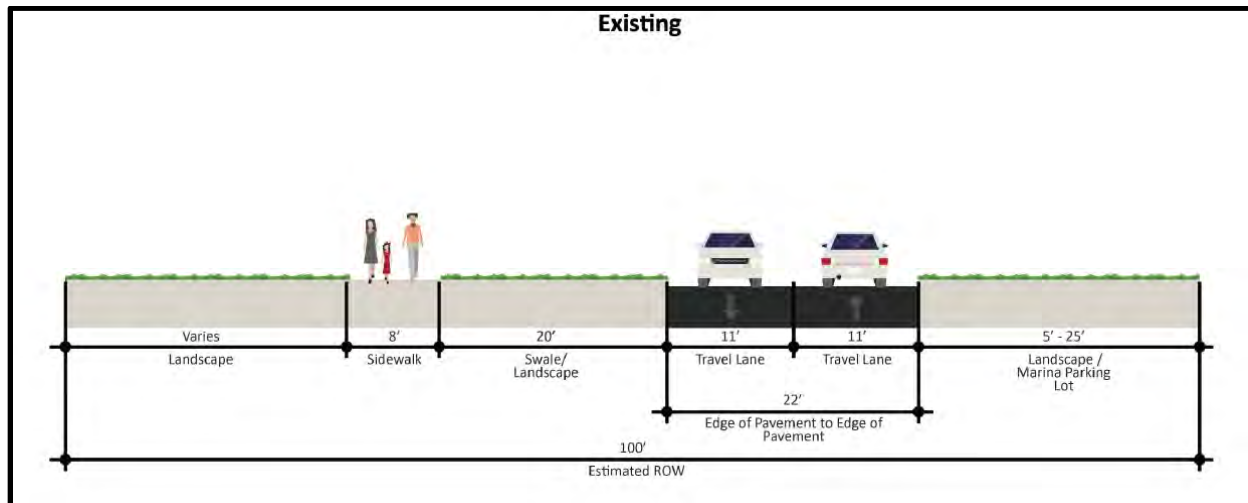 Existing
Varies
Landscape
8'
Sidewalk
20'
Swale/
Landscape
11'
Travel Lane
11'
Travel Lane
5' - 25'
Landscape /
Marina Parking
Lot
22'
Edge of Pavement to Edge of
Pavement
100'
Estimated ROW